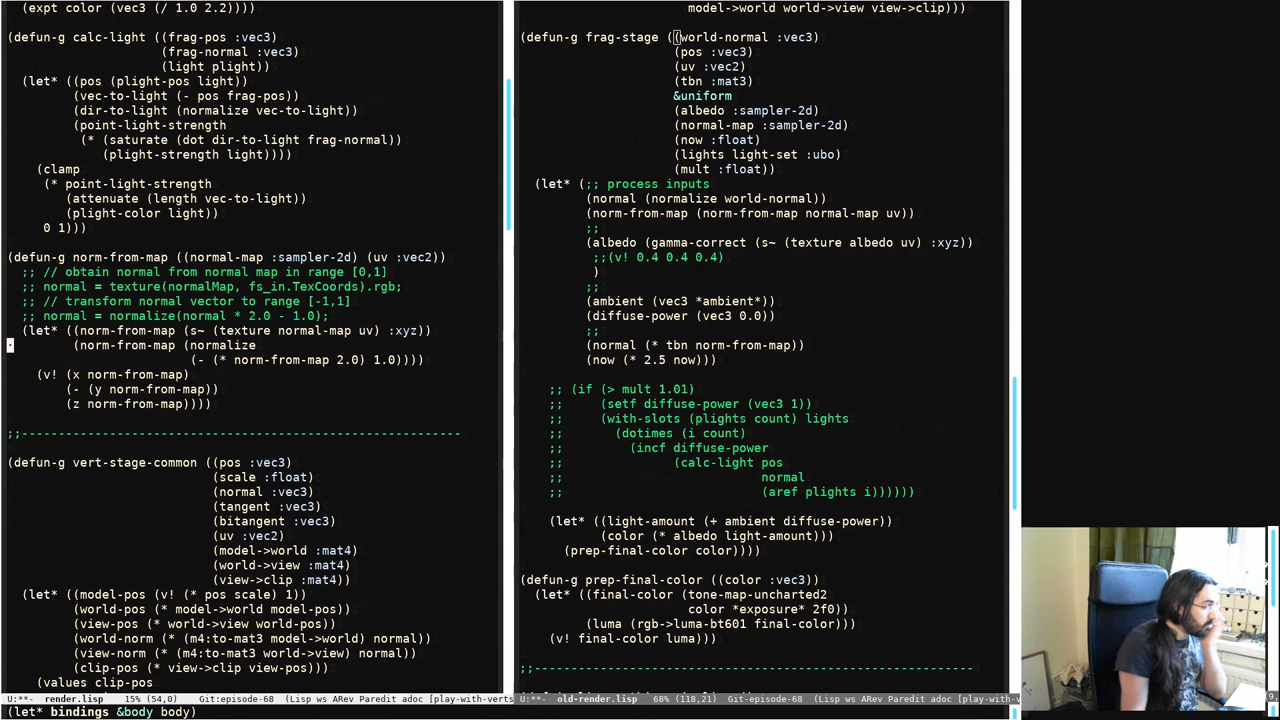 (expt color (vec3 (/ 1.0 2.2))))
(defun-g calc-light ((frag-pos :vec3)
(frag-normal :vec3)
(light plight))
(let* ((pos (plight-pos light))
(vec-to-light (- pos frag-pos))
(dir-to-light (normalize vec-to-light))
(point-light-strength
(* (saturate (dot dir-to-light frag-normal))
(plight-strength light))))
(clamp
(* point-light-strength
(attenuate (length vec-to-light))
(plight-color light))
0 1)))
(defun-g norm-from-map ((normal-map :sampler-2d) (uv :vec2))
;; // obtain normal from normal map in range [0,1]
;; normal = texture(normalMap, fs_in.TexCoords).rgb;
;; // transform normal vector to range [-1,1]
;; normal = normalize(normal * 2.0 - 1.0);
(let* ((norm-from-map (s~ (texture normal-map uv) :xyz))
(norm-from-map (normalize
(- (* norm-from-map 2.0) 1.0))))
(v! (x norm-from-map)
(- (y norm-from-map))
(z norm-from-map))))
;;------------------------------------------------------------
(defun-g vert-stage-common ((pos :vec3)
(scale :float)
(normal :vec3)
(tangent :vec3)
(bitangent :vec3)
(uv :vec2)
(model->world :mat4)
(world->view :mat4)
(view->clip :mat4))
(let* ((model-pos (v! (* pos scale) 1))
(world-pos (* model->world model-pos))
(view-pos (* world->view world-pos))
(world-norm (* (m4:to-mat3 model->world) normal))
(view-norm (* (m4:to-mat3 world->view) normal))
(clip-pos (* view->clip view-pos)))
(values clip-pos
U:**-  render.lisp    15% (54,0)    Git:episode-68  (Lisp ws ARev Paredit adoc [play-with-verts
(let* bindings &body body)
model->world world->view view->clip)))
(defun-g frag-stage ((world-normal :vec3)
(pos :vec3)
(uv :vec2)
(tbn :mat3)
&uniform
(albedo :sampler-2d)
(normal-map :sampler-2d)
(now :float)
(lights light-set :ubo)
(mult :float))
(let* (;; process inputs
(normal (normalize world-normal))
(norm-from-map (norm-from-map normal-map uv))
;;
(albedo (gamma-correct (s~ (texture albedo uv) :xyz))
;;(v! 0.4 0.4 0.4)
)
;;
(ambient (vec3 *ambient*))
(diffuse-power (vec3 0.0))
;;
(normal (* tbn norm-from-map))
(now (* 2.5 now)))
;; (if (> mult 1.01)
;;     (setf diffuse-power (vec3 1))
;;     (with-slots (plights count) lights
;;       (dotimes (i count)
;;         (incf diffuse-power
;;               (calc-light pos
;;                           normal
;;                           (aref plights i))))))
(let* ((light-amount (+ ambient diffuse-power))
(color (* albedo light-amount)))
(prep-final-color color))))
(defun-g prep-final-color ((color :vec3))
(let* ((final-color (tone-map-uncharted2
color *exposure* 2f0))
(luma (rgb->luma-bt601 final-color)))
(v! final-color luma)))
;;------------------------------------------------------------
U:**-  old-render.lisp   68% (118,21)   Git:episode-68  (Lisp ws ARev Paredit adoc [play-with-v